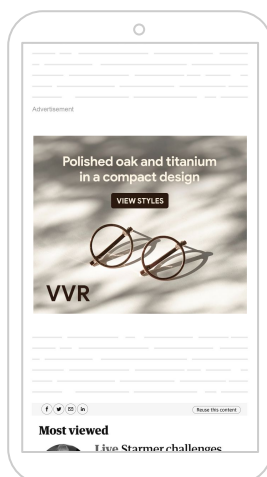 Advertisement
Polished oak and titanium
in a compact design
VIEW STYLES
VVR
Reuse this content
Most viewed
Live Starmer challenges